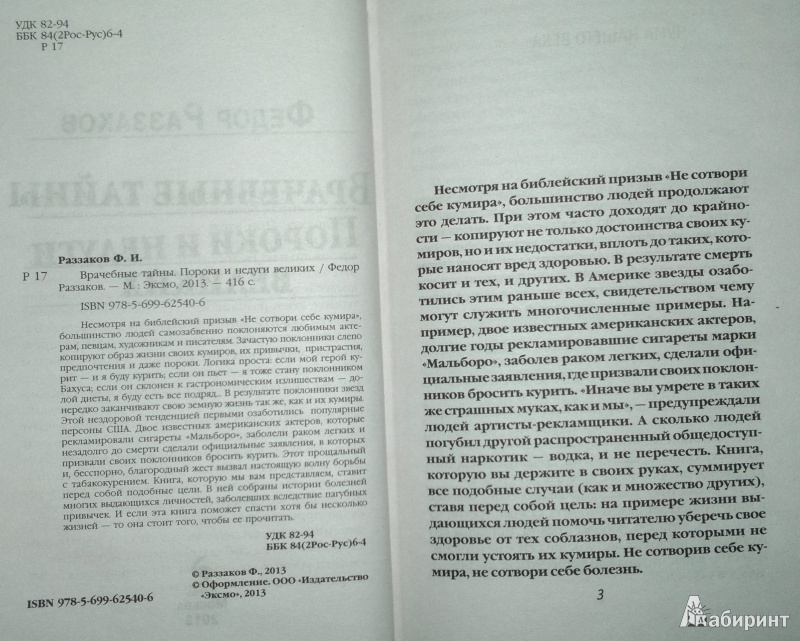 УДК 82-94
ББК 84(2Рос-Рус)6-4
Р 17
Раззаков Ф. И.
Р 17 Врачебные тайны. Пороки и недуги великих / Федор
Раззаков. — М. : Эксмо, 2013. — 416 с.
ISBN 978-5-699-62540-6
Несмотря на библейский призыв «Не сотвори себе кумира»,
большинство людей самозабвенно поклоняются любимым акте-
рам, певцам, художникам и писателям. Зачастую поклонники слепо
копируют образ жизни своих кумиров, их привычки, пристрастия,
предпочтения и даже пороки. Логика проста: если мой герой ку-
рит — и я буду курить; если он пьет — я тоже стану поклонником
Бахуса; если он склонен к гастрономическим излишествам — до-
лой диеты, я буду есть все подряд.. В результате поклонники звезд
нередко заканчивают свою земную жизнь так же, как и их кумиры.
Этой нездоровой тенденцией первыми озаботились популярные
персоны США. Двое известных американских актеров, которые
рекламировали сигареты «Мальборо», заболели раком легких и
незадолго до смерти сделали официальные заявления, в которых
призвали своих поклонников бросить курить. Этот прощальный
и, бесспорно, благородный жест вызвал настоящую волну борьбы
с табакокурением. Книга, которую мы вам представляем, ставит
перед собой подобные цели. В ней собраны истории болезней
многих выдающихся личностей, заболевших вследствие пагубных
привычек. И если эта книга поможет спасти хотя бы несколько
жизней — то она стоит того, чтобы ее прочитать.
УДК 82-94
ББК 84(2Рос-Рус)6-4
© Раззаков Ф., 2013
© Оформление. ООО «Издательство
«Эксмо», 2013
ISBN 978-5-699-62540-6
Несмотря на библейский призыв «Не сотвори
себе кумира», большинство людей продолжают
это делать. При этом часто доходят до крайно-
сти — копируют не только достоинства своих ку-
миров, но и их недостатки, вплоть до таких, кото-
рые наносят вред здоровью. В результате смерть
косит и тех, и других. В Америке звезды озабо-
тились этим раньше всех, свидетельством чему
могут служить многочисленные примеры. На-
пример, двое известных американских актеров,
долгие годы рекламировавшие сигареты марки
«Мальборо», заболев раком легких, сделали офи-
циальные заявления, где призвали своих поклон-
ников бросить курить. «Иначе вы умрете в таких
же страшных муках, как и мы», — предупреждали
людей артисты-рекламщики. А сколько людей
погубил другой распространенный общедоступ-
ный наркотик — водка, и не перечесть. Книга,
которую вы держите в своих руках, суммирует
все подобные случаи (как и множество других),
ставя перед собой цель: на примере жизни вы-
дающихся людей помочь читателю уберечь свое
здоровье от тех соблазнов, перед которыми не
смогли устоять их кумиры. Не сотворив себе ку-
мира, не сотвори себе болезнь.
3
Лабиринт